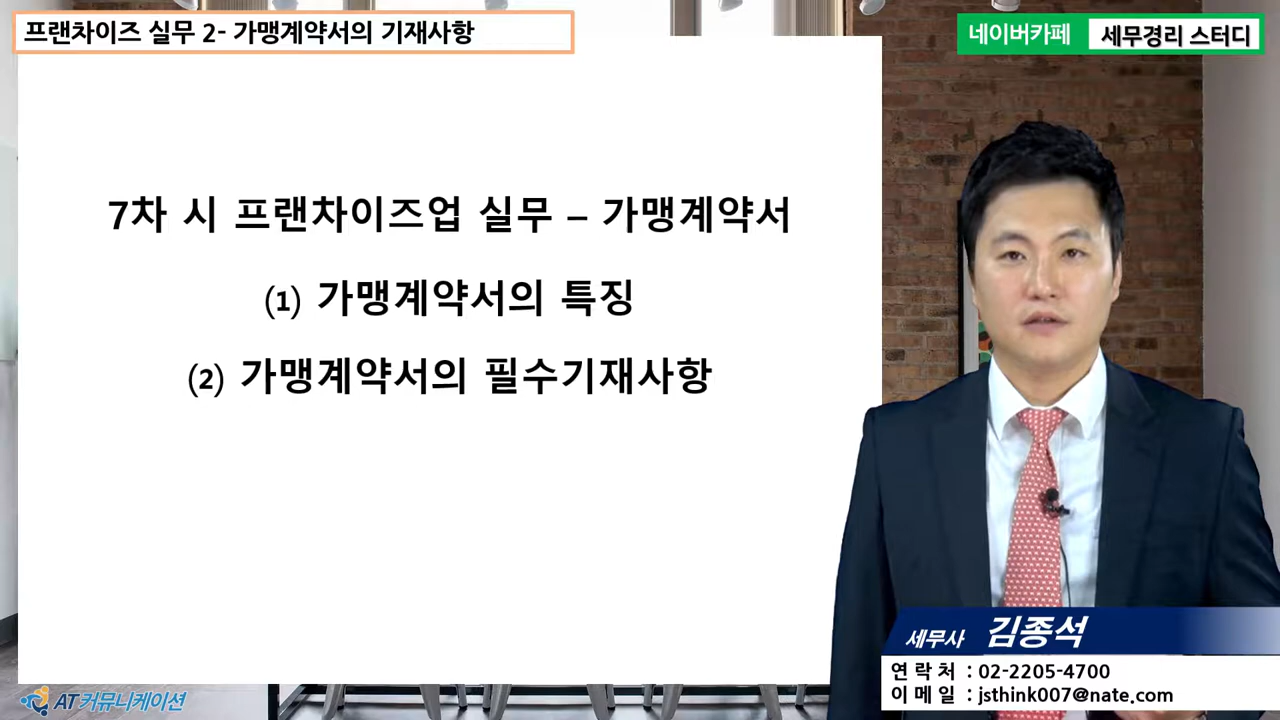 프랜차이즈 실무 2- 가맹계약서의 기재사항
네이버카페 세무경리 스터디
7차 시 프랜차이즈업 실무 – 가맹계약서
(1) 가맹계약서의 특징
(2) 가맹계약서의 필수기재사항
세무사 김종석
연 락 처 : 02-2205-4700
이 메 일 : jsthink007@nate.com
AT커뮤니케이션